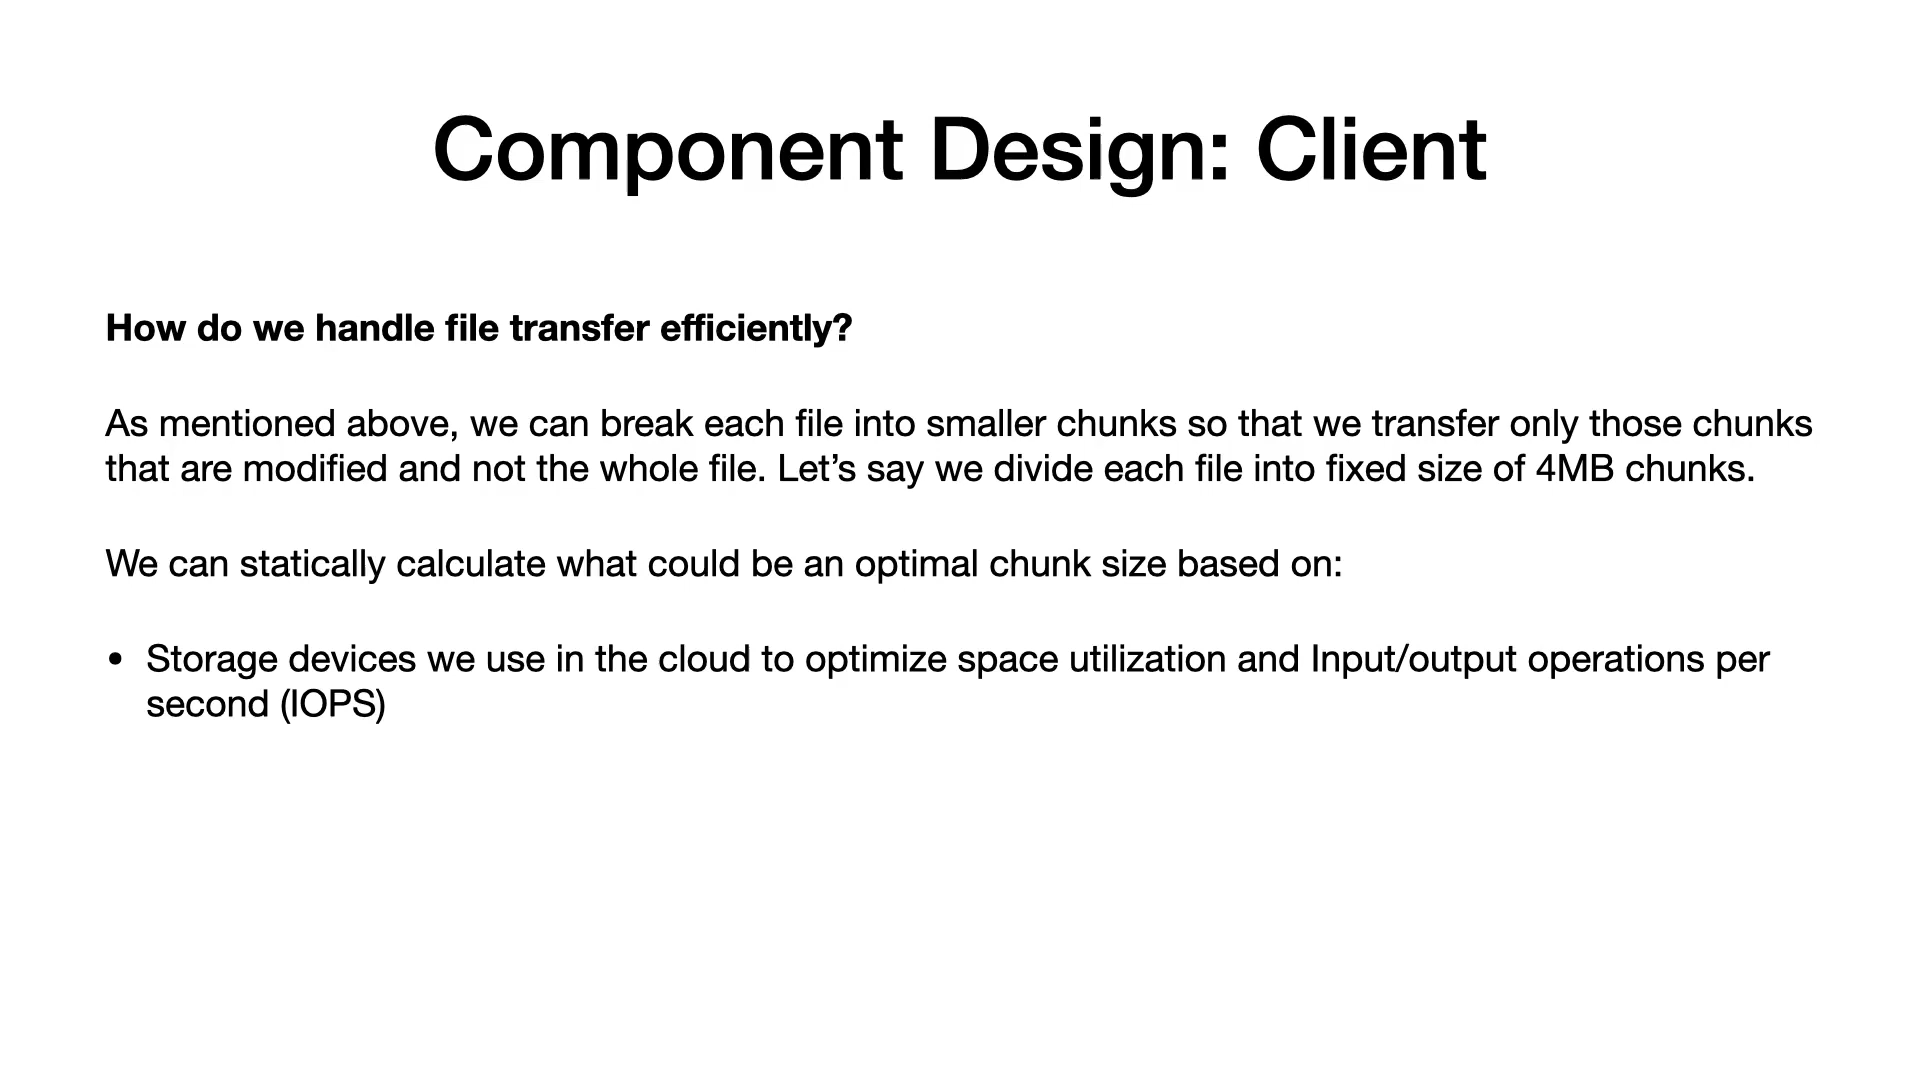 Component Design: Client
How do we handle file transfer efficiently?
As mentioned above, we can break each file into smaller chunks so that we transfer only those chunks
that are modified and not the whole file. Let’s say we divide each file into fixed size of 4MB chunks.
We can statically calculate what could be an optimal chunk size based on:
• Storage devices we use in the cloud to optimize space utilization and Input/output operations per
second (IOPS)